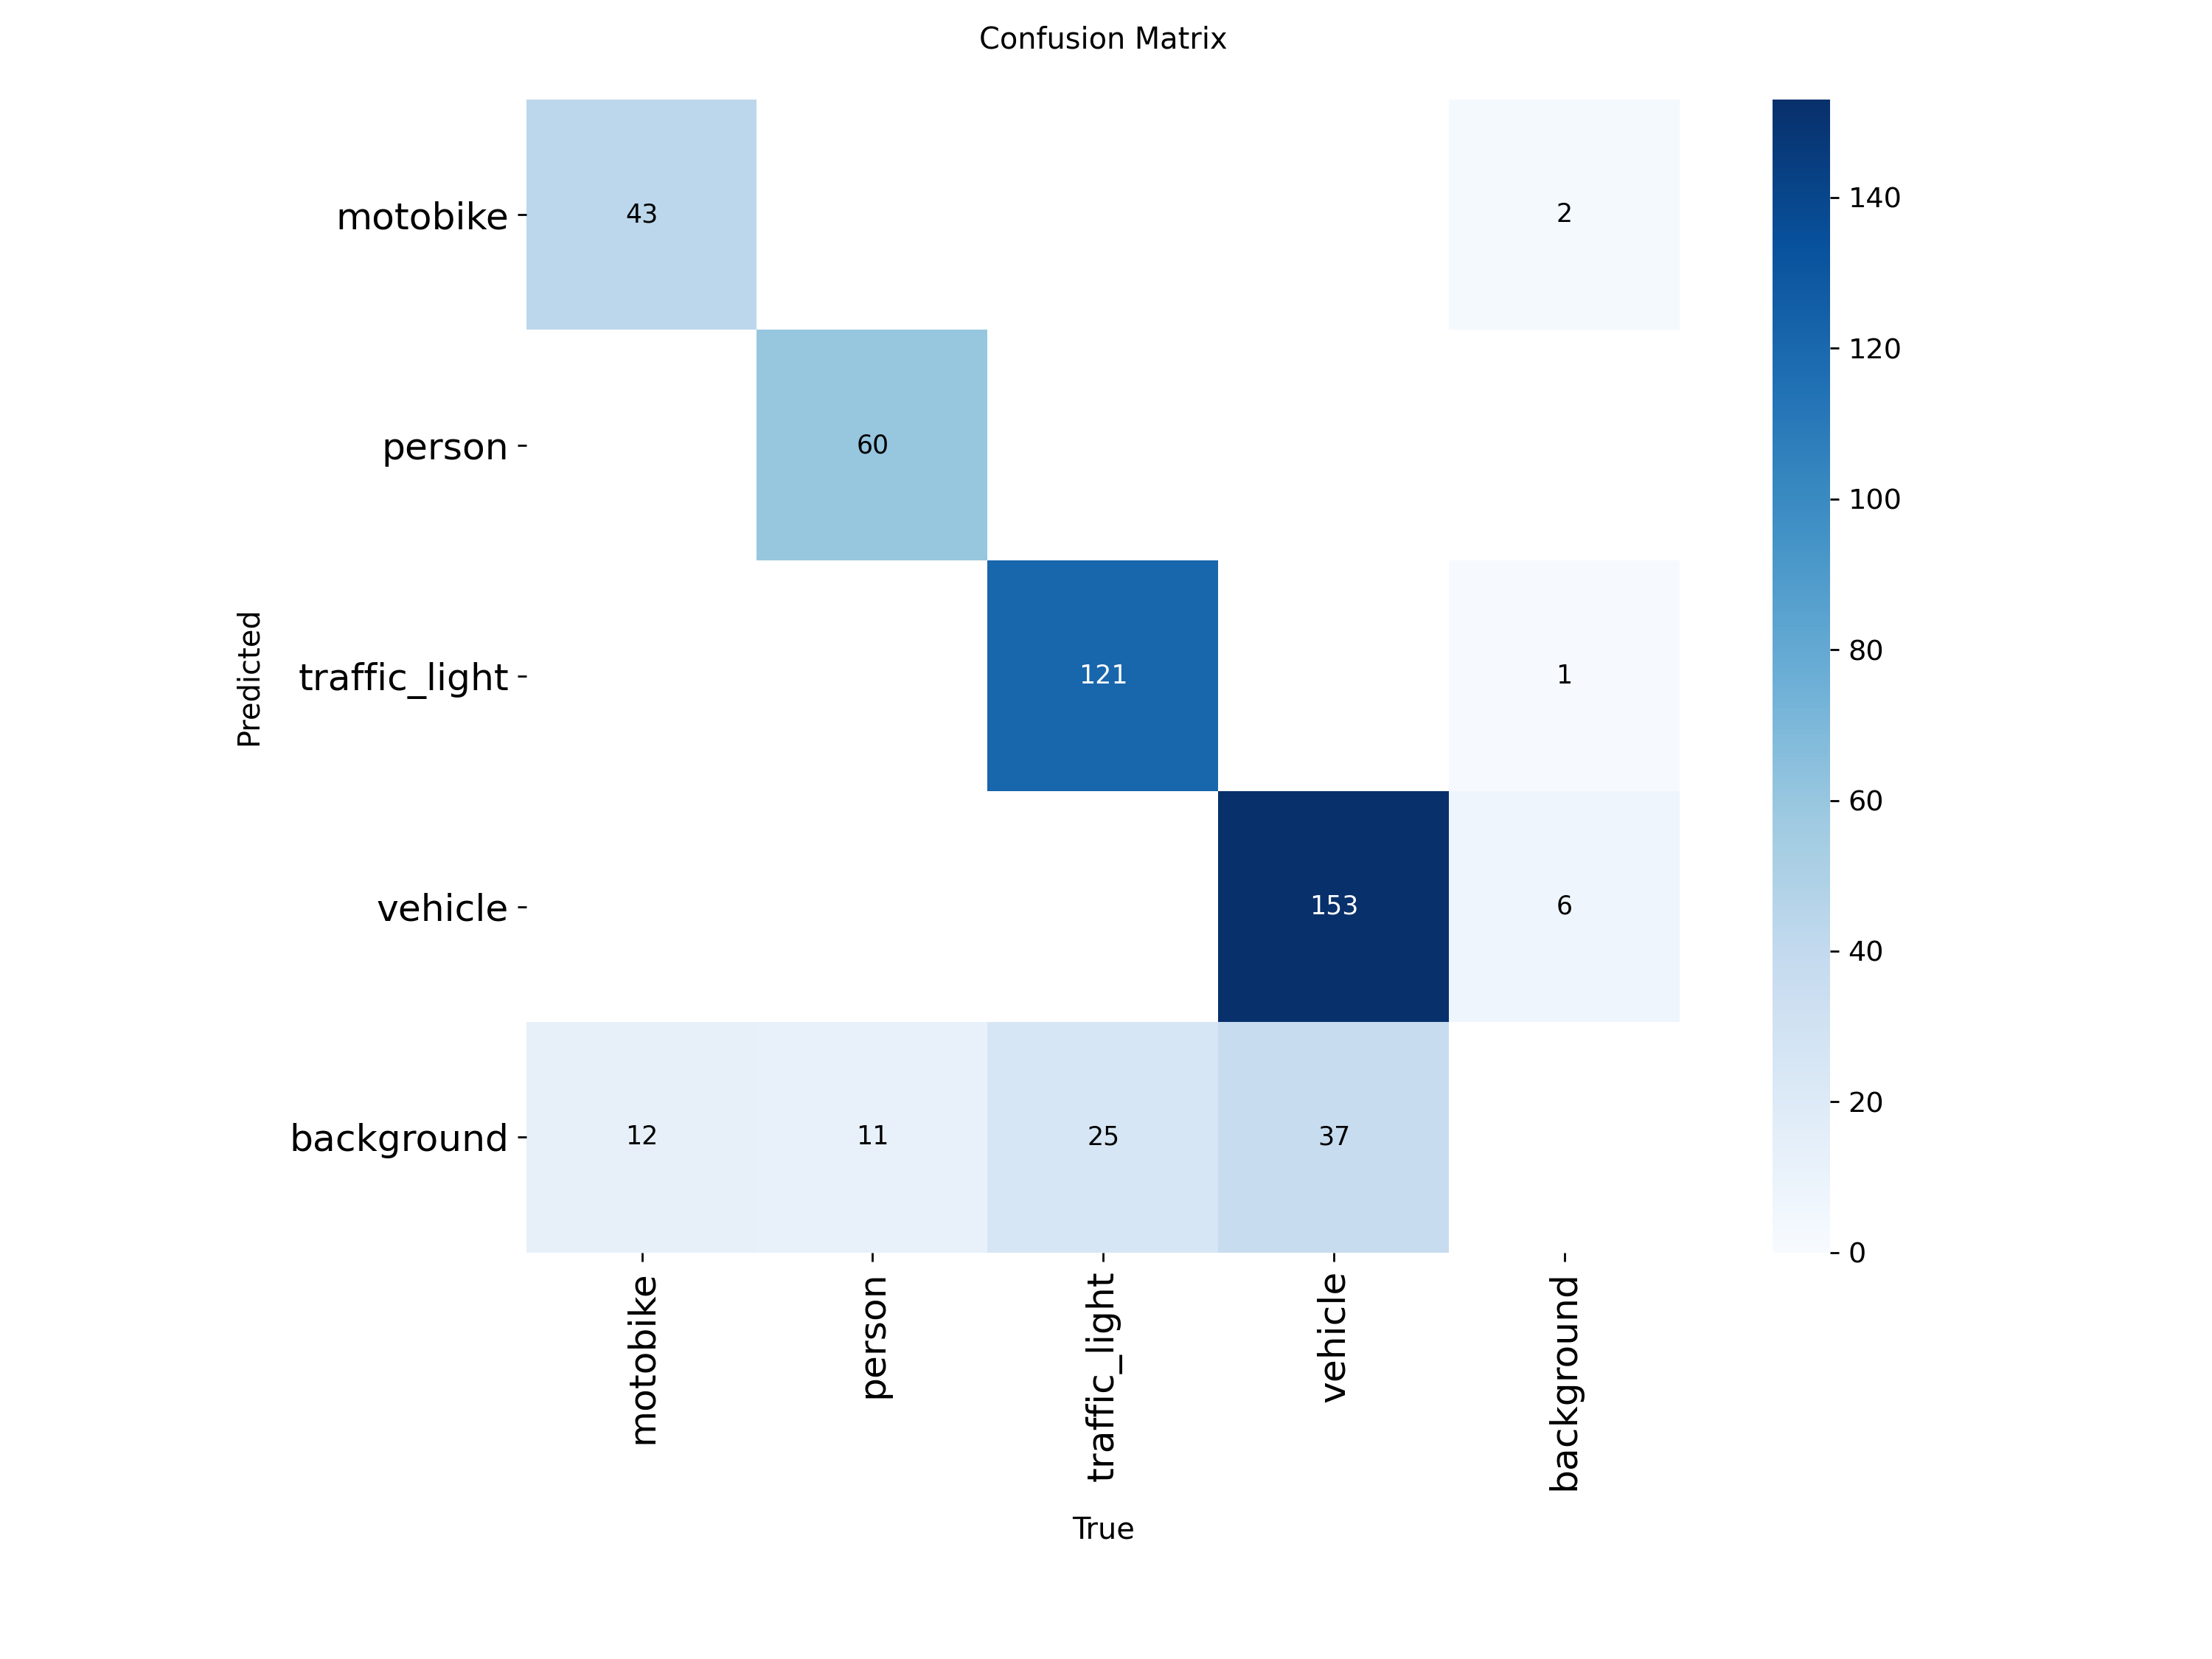 Confusion Matrix
motobike
43
2
140
120
person
60
100
Predicted
traffic_light
121
1
80
60
vehicle
153
6
40
background
12
11
25
37
20
0
motobike
person
traffic_light
vehicle
background
True